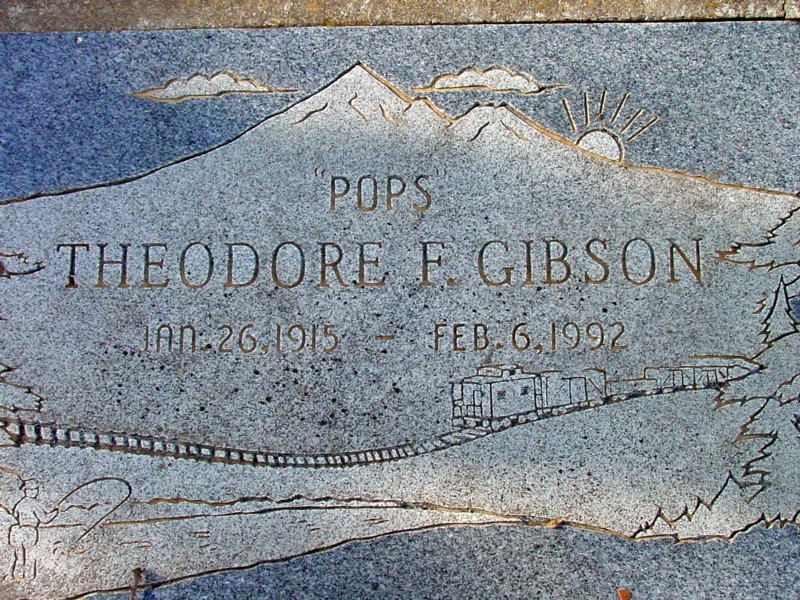 "POPS"
THEODORE F. GIBSON
JAN. 26, 1915 - FEB. 6, 1992